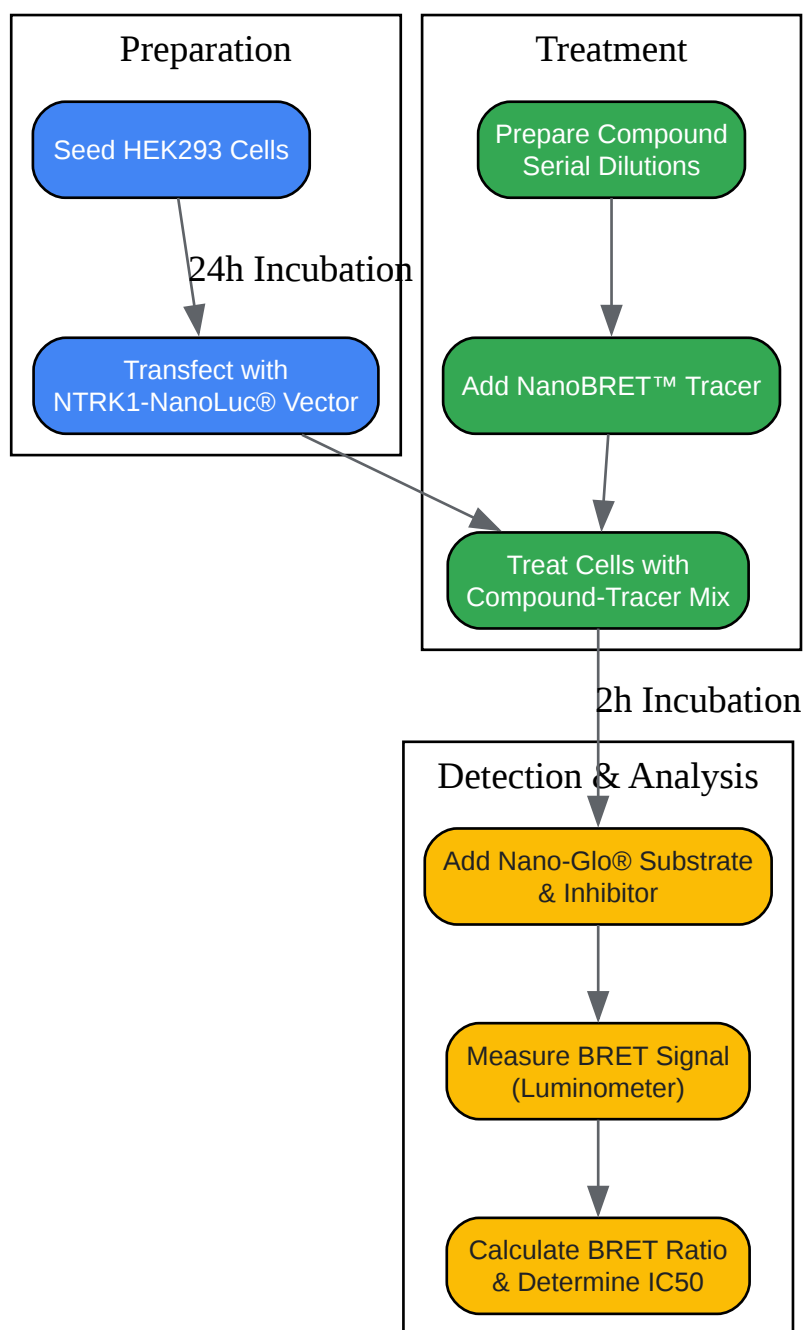 Preparation
Seed HEK293 Cells
24h Incubation
Transfect with
NTRK1-NanoLuc® Vector
Treatment
Prepare Compound
Serial Dilutions
Add NanoBRET™ Tracer
Treat Cells with
Compound-Tracer Mix
2h Incubation
Detection & Analysis
Add Nano-Glo® Substrate
& Inhibitor
Measure BRET Signal
(Luminometer)
Calculate BRET Ratio
& Determine IC50